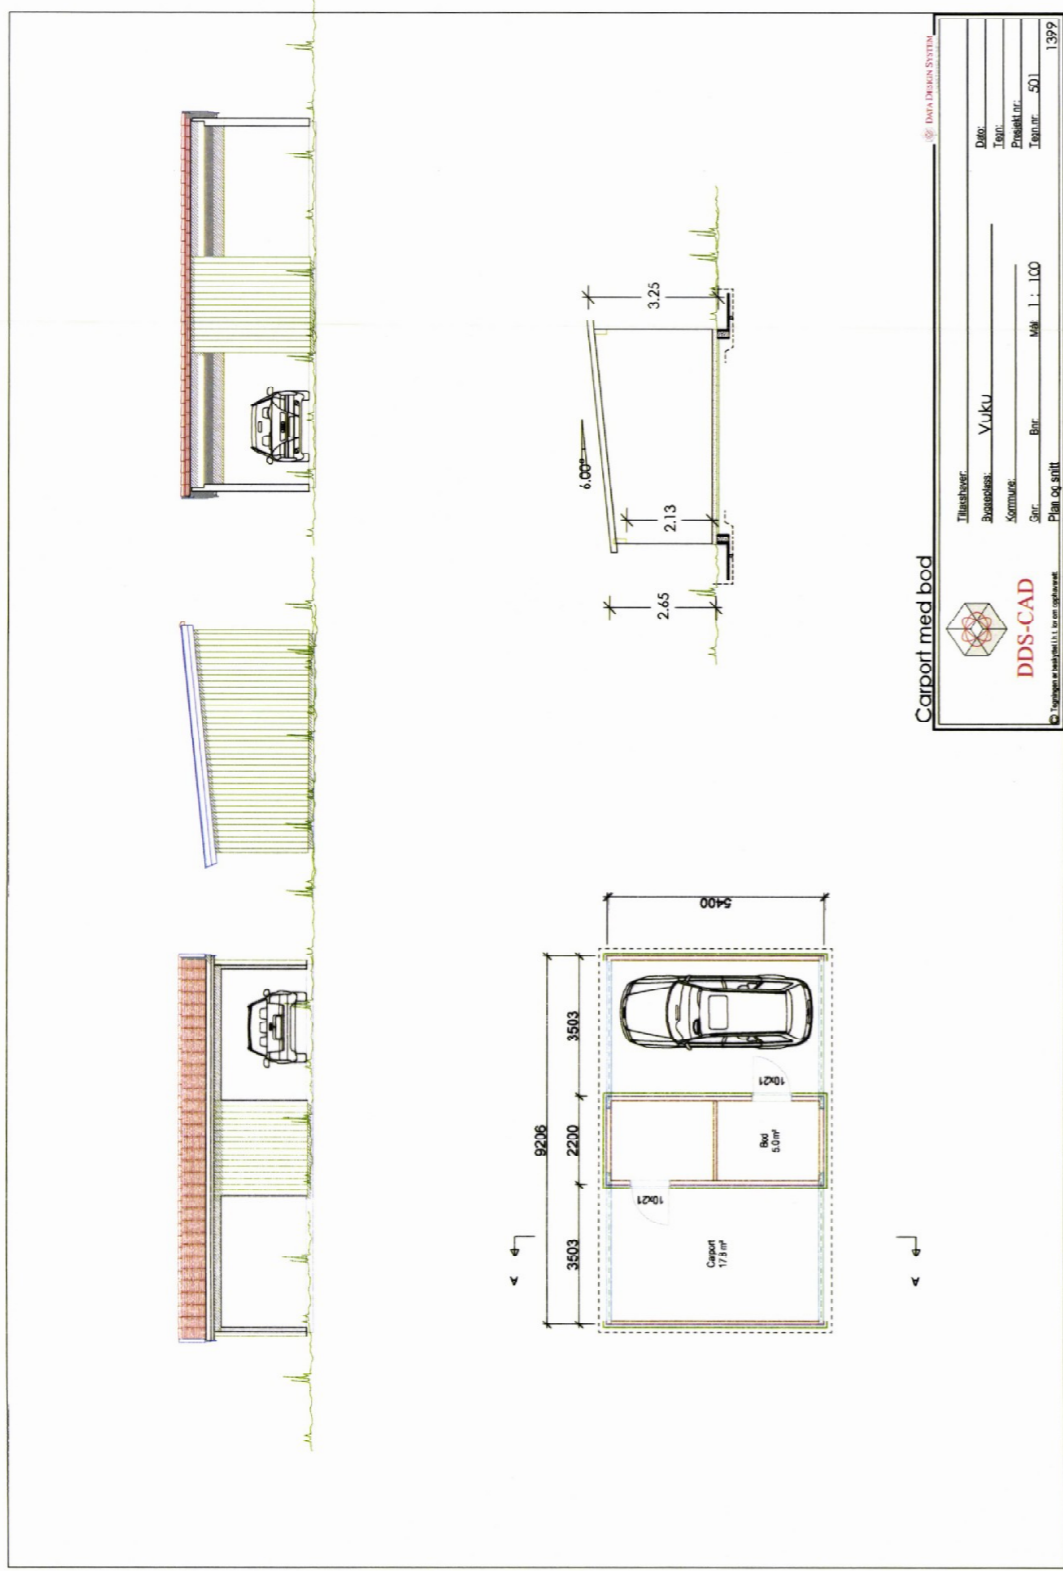 6.00°
3.25
2.65
2.13
9206
3503
2200
3503
5400
10x21
10x21
Carport
17.8 m²
Bod
5.0 m²
A
A
Carport med bod
DATA DESIGN SYSTEM
DDS-CAD
Tiltakshaver:
Byggeplass: Vuku
Dato:
Tegn:
Kommune:
Prosjekt nr:
Gnr: Bnr: Mål: 1 : 100
Tegn.nr: 501
Plan og snitt
1399